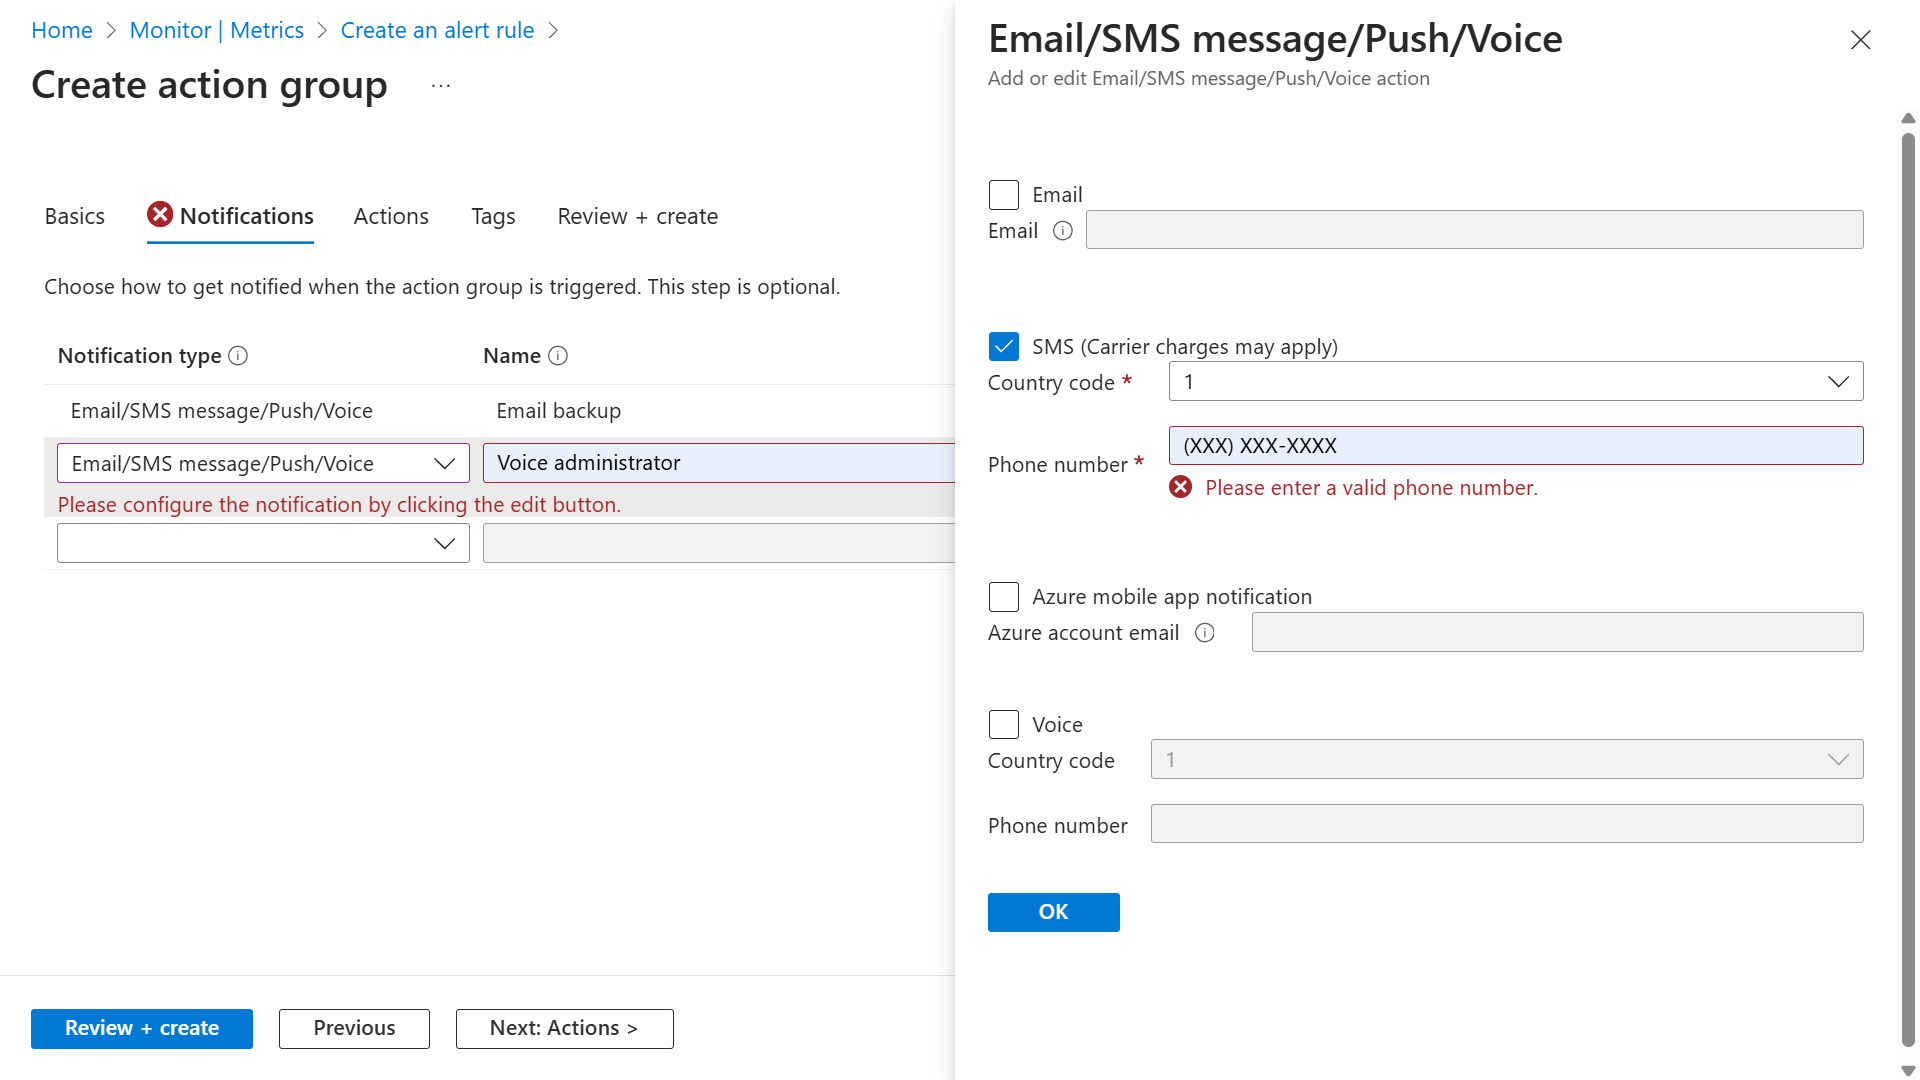 Home > Monitor | Metrics > Create an alert rule >
Create action group ...
Basics Notifications Actions Tags Review + create
Choose how to get notified when the action group is triggered. This step is optional.
Notification type Name
Email/SMS message/Push/Voice Email backup
Email/SMS message/Push/Voice Voice administrator
Please configure the notification by clicking the edit button.
Review + create Previous Next: Actions >
Email/SMS message/Push/Voice
Add or edit Email/SMS message/Push/Voice action
Email
Email
SMS (Carrier charges may apply)
Country code * 1
Phone number * (XXX) XXX-XXXX
Please enter a valid phone number.
Azure mobile app notification
Azure account email
Voice
Country code 1
Phone number
OK